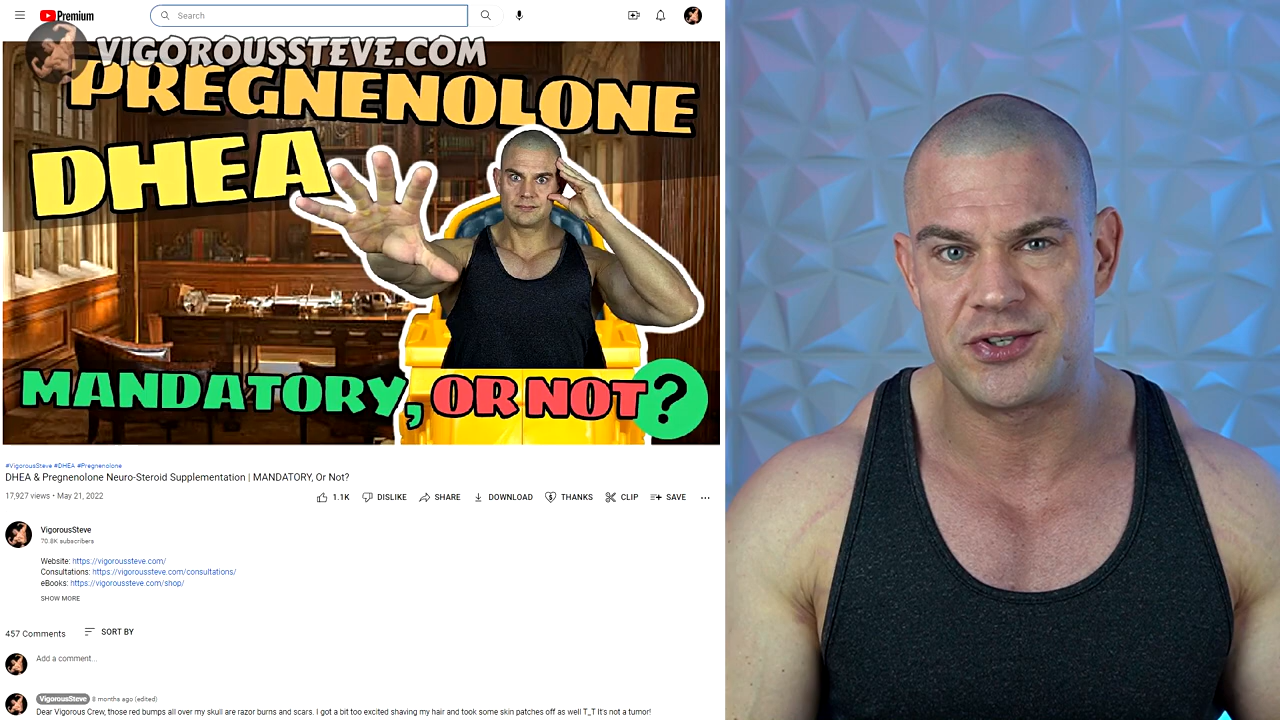 Premium
Search
VIGOROUSSTEVE.COM
PREGNENOLONE
DHEA
MANDATORY, OR NOT?
#VigorousSteve #DHEA #Pregnenolone
DHEA & Pregnenolone Neuro-Steroid Supplementation | MANDATORY, Or Not?
17,927 views • May 21, 2022
1.1K DISLIKE SHARE DOWNLOAD THANKS CLIP SAVE
VigorousSteve
70.8K subscribers
Website: https://vigoroussteve.com/
Consultations: https://vigoroussteve.com/consultations/
eBooks: https://vigoroussteve.com/shop/
SHOW MORE
457 Comments SORT BY
Add a comment...
VigorousSteve 8 months ago (edited)
Dear Vigorous Crew, those red bumps all over my skull are razor burns and scars. I got a bit too excited shaving my hair and took some skin patches off as well T_T It's not a tumor!